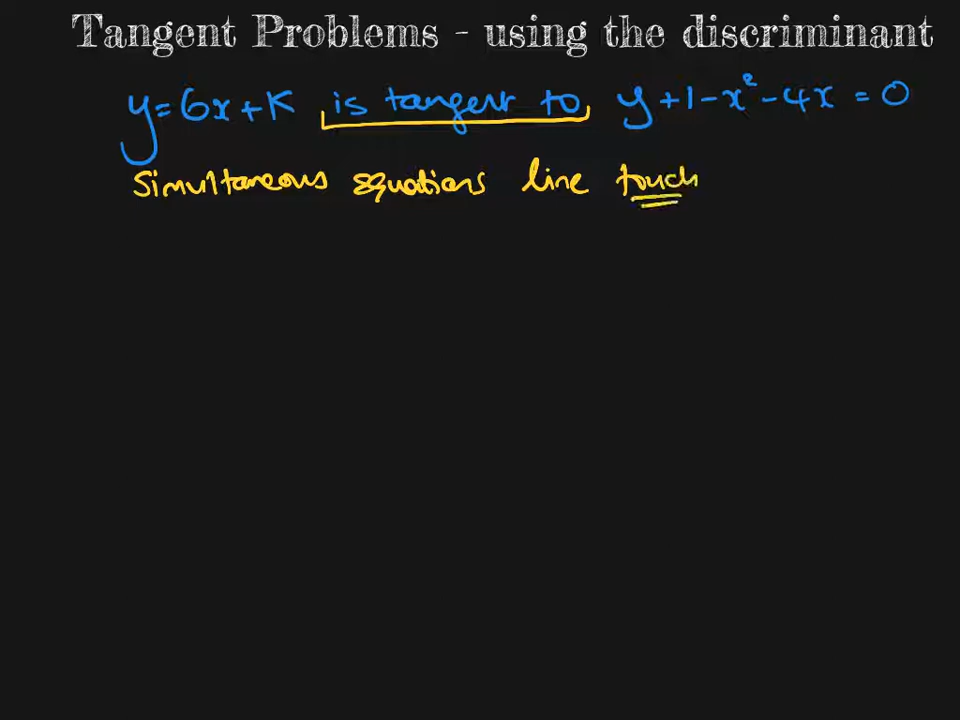 Tangent Problems - using the discriminant
y = 6x + K is tangent to y + 1 - x² - 4x = 0
Simultaneous equations line touch